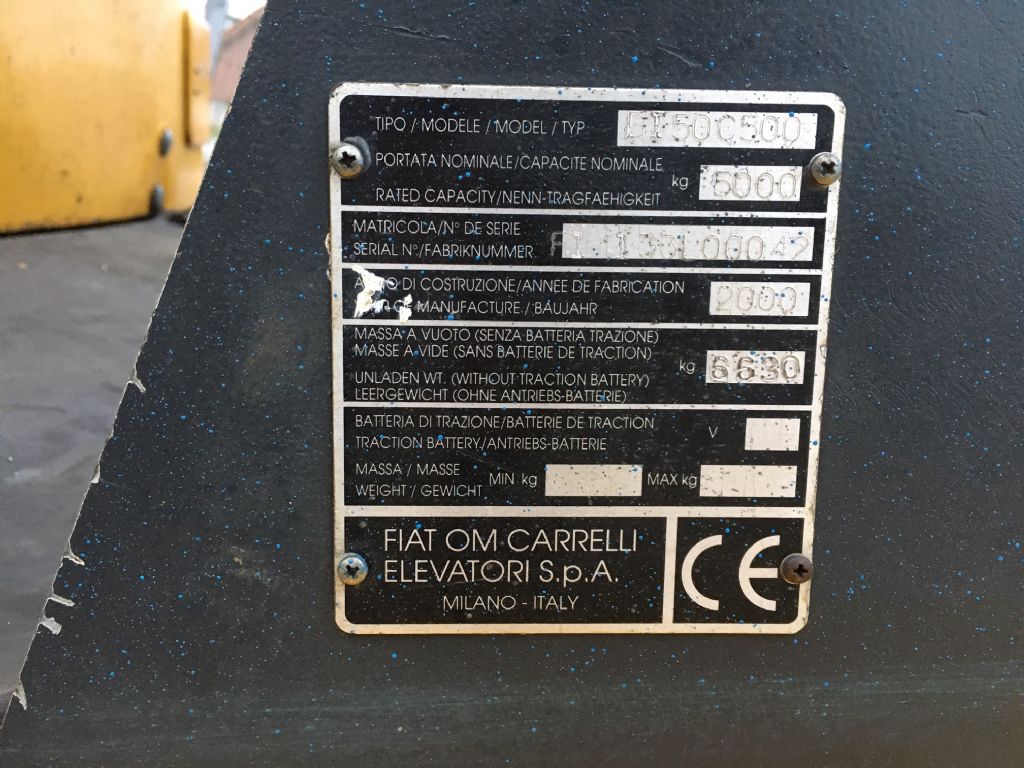 TIPO / MODELE / MODEL / TYP DI50C500
PORTATA NOMINALE/CAPACITE NOMINALE
RATED CAPACITY/NENN-TRAGFAEHIGKEIT kg 5000
MATRICOLA/N° DE SERIE
SERIAL N°/FABRIKNUMMER
DI COSTRUZIONE/ANNEE DE FABRICATION
MANUFACTURE / BAUJAHR 2000
MASSA A VUOTO (SENZA BATTERIA TRAZIONE)
MASSE A VIDE (SANS BATTERIE DE TRACTION)
kg 6630
UNLADEN WT. (WITHOUT TRACTION BATTERY)
LEERGEWICHT (OHNE ANTRIEBS-BATTERIE)
BATTERIA DI TRAZIONE/BATTERIE DE TRACTION
TRACTION BATTERY/ANTRIEBS-BATTERIE V
MASSA / MASSE
WEIGHT / GEWICHT MIN kg MAX kg
FIAT OM CARRELLI
ELEVATORI S.p.A.
MILANO - ITALY
CE